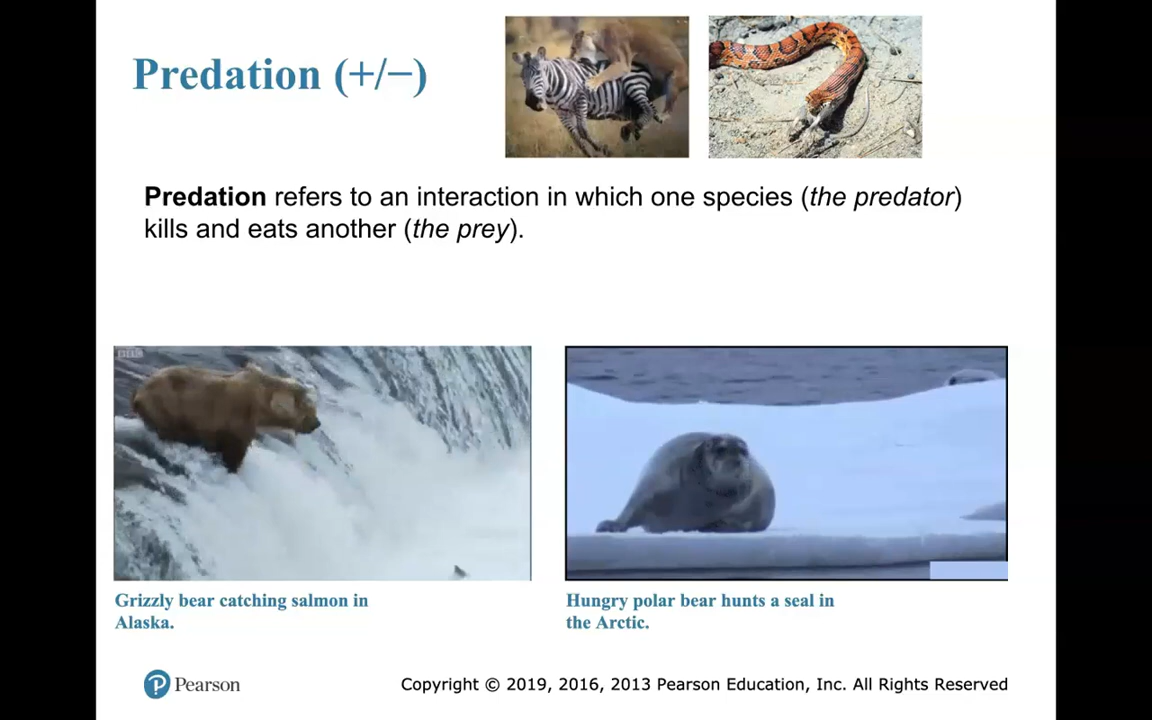 Predation (+/−)
Predation refers to an interaction in which one species (the predator)
kills and eats another (the prey).
BBC
Grizzly bear catching salmon in
Alaska.
Hungry polar bear hunts a seal in
the Arctic.
P Pearson
Copyright © 2019, 2016, 2013 Pearson Education, Inc. All Rights Reserved